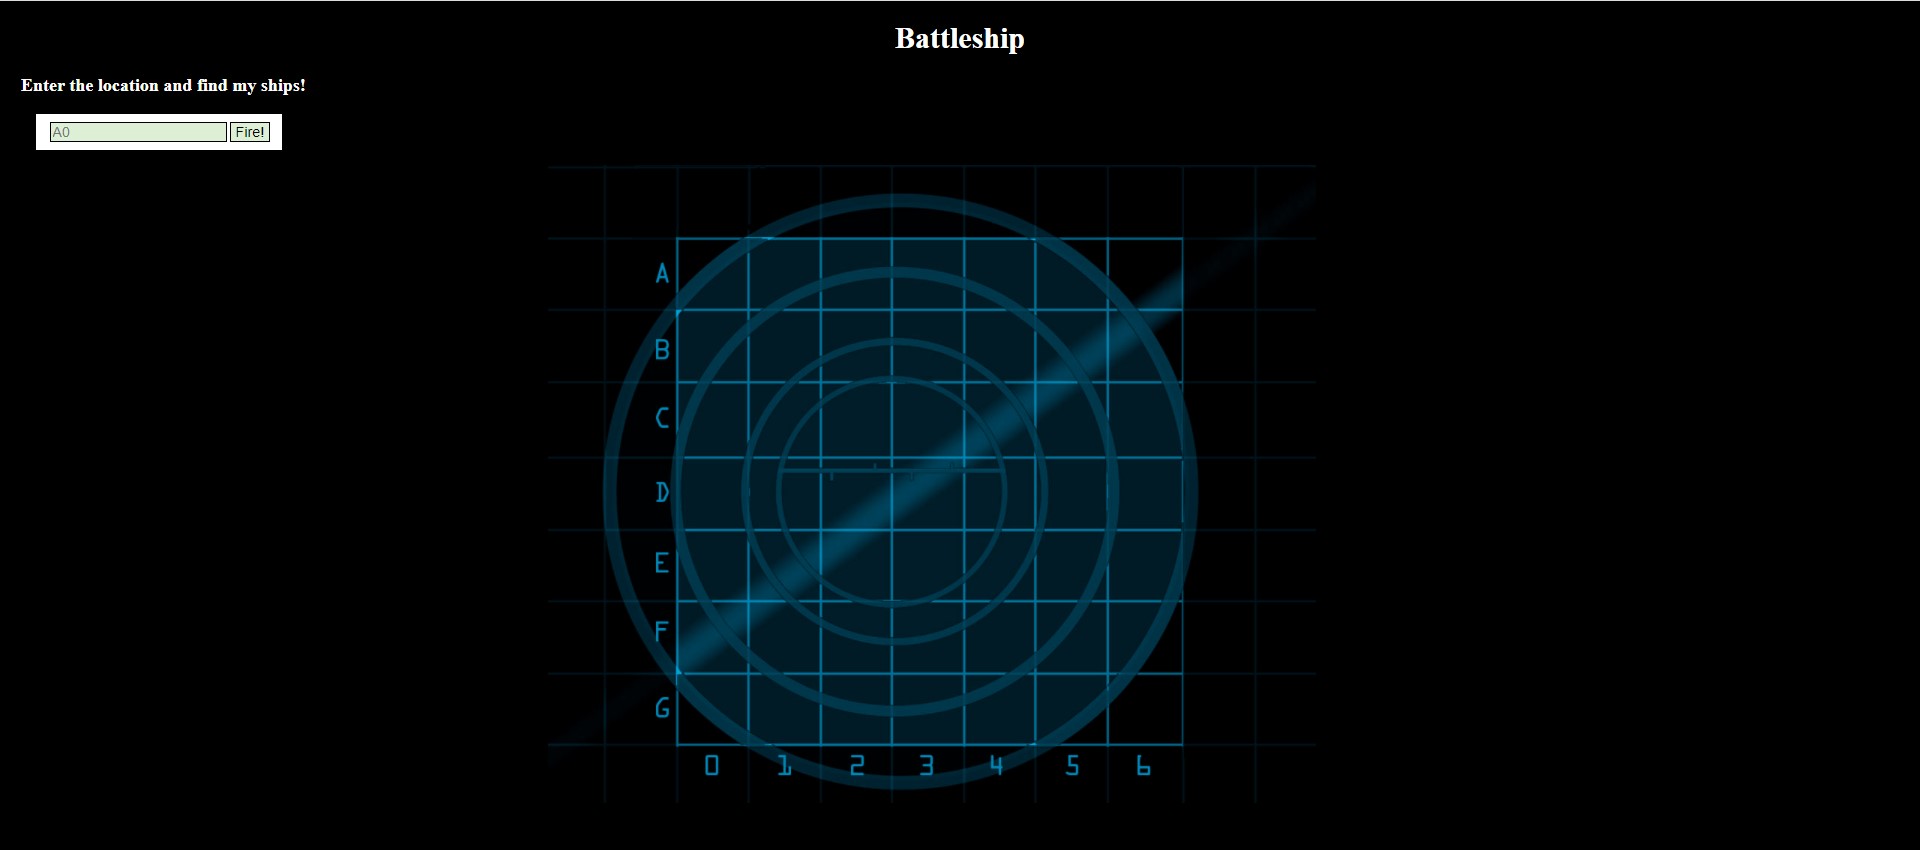 Battleship
Enter the location and find my ships!
A0 Fire!
A
B
C
D
E
F
G
0 1 2 3 4 5 6